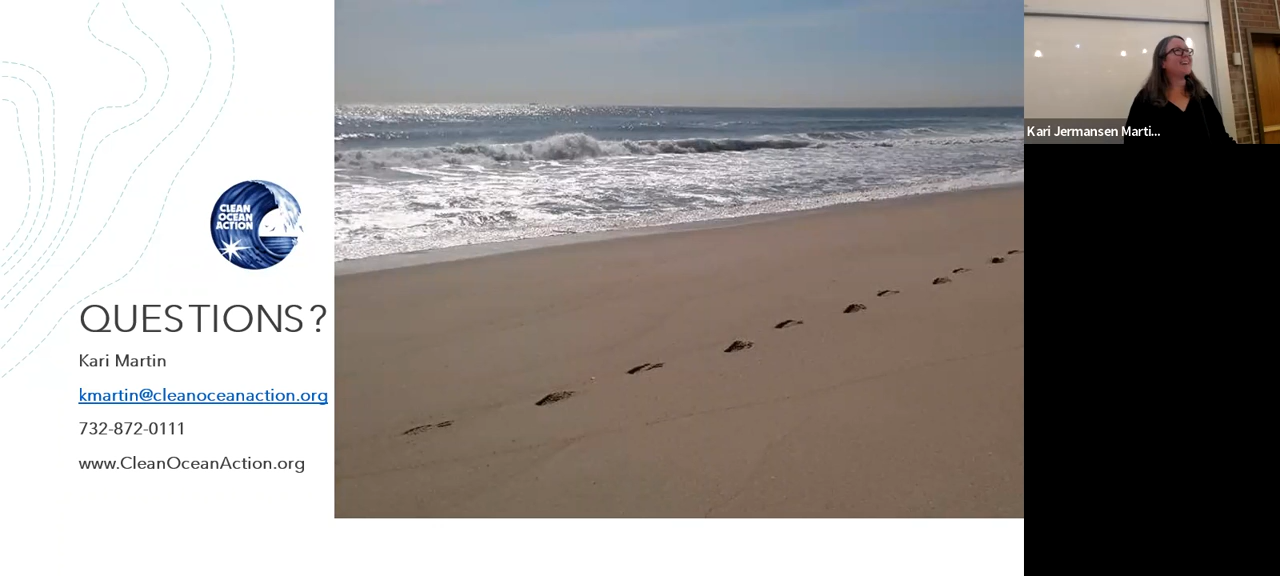 CLEAN
OCEAN
ACTION
QUESTIONS?
Kari Martin
kmartin@cleanoceanaction.org
732-872-0111
www.CleanOceanAction.org
Kari Jermansen Marti...